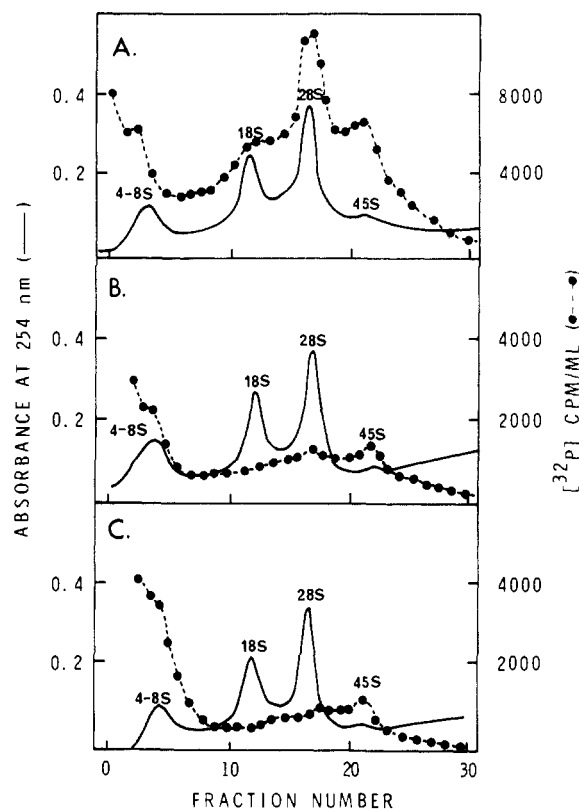 A.
0.4
0.2
4-8S
18S
28S
45S
8000
4000
B.
0.4
0.2
4-8S
18S
28S
45S
4000
2000
C.
0.4
0.2
4-8S
18S
28S
45S
4000
2000
0
10
20
30
FRACTION NUMBER
ABSORBANCE AT 254 nm (——)
[32P] CPM/ML (●---●)